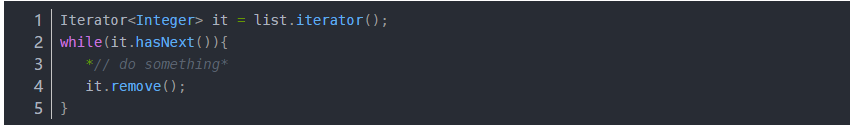 1 Iterator<Integer> it = list.iterator();
2 while(it.hasNext()){
3    *// do something*
4    it.remove();
5 }